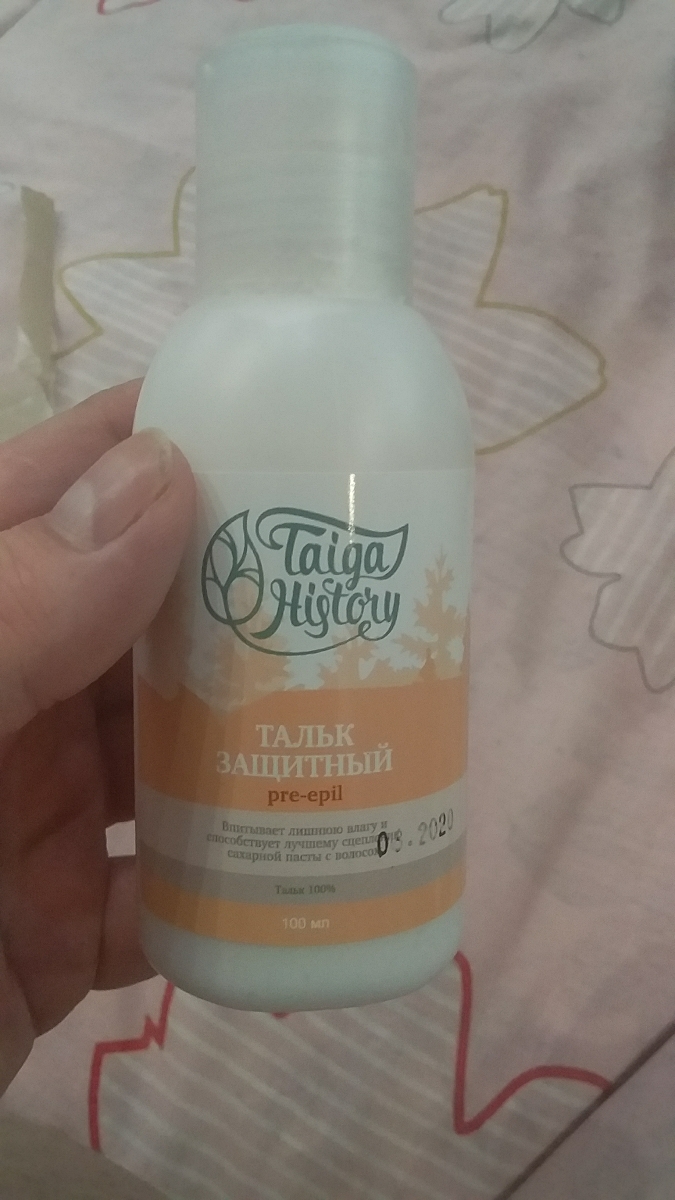 Taiga
History
ТАЛЬК
ЗАЩИТНЫЙ
pre-epil
Впитывает лишнюю влагу и
способствует лучшему
сахарной пасты с
.2020
Тальк 100%
100 мл